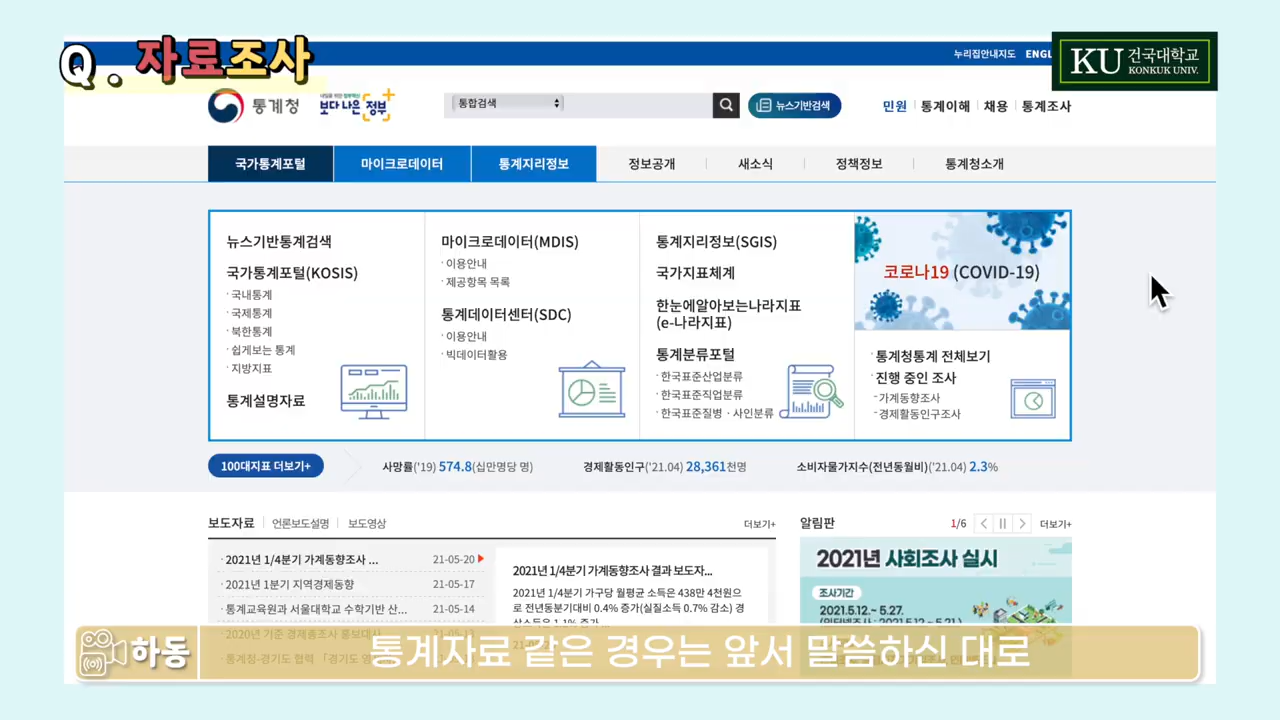 Q. 자료조사
누리집안내지도 ENGL
KU 건국대학교
KONKUK UNIV.
통계청
보다 나은 정부
통합검색
뉴스기반검색
민원 통계이해 채용 통계조사
국가통계포털 마이크로데이터 통계지리정보 정보공개 새소식 정책정보 통계청소개
뉴스기반통계검색
국가통계포털(KOSIS)
· 국내통계
· 국제통계
· 북한통계
· 쉽게보는 통계
· 지방지표
통계설명자료
마이크로데이터(MDIS)
· 이용안내
· 제공항목 목록
통계데이터센터(SDC)
· 이용안내
· 빅데이터활용
통계지리정보(SGIS)
국가지표체계
한눈에알아보는나라지표
(e-나라지표)
통계분류포털
· 한국표준산업분류
· 한국표준직업분류
· 한국표준질병 · 사인분류
코로나19 (COVID-19)
· 통계청통계 전체보기
· 진행 중인 조사
- 가계동향조사
- 경제활동인구조사
100대지표 더보기+
사망률('19) 574.8(십만명당 명)
경제활동인구('21.04) 28,361천명
소비자물가지수(전년동월비)('21.04) 2.3%
보도자료 언론보도설명 보도영상 더보기+
· 2021년 1/4분기 가계동향조사 ... 21-05-20
· 2021년 1분기 지역경제동향 21-05-17
· 통계교육원과 서울대학교 수학기반 산... 21-05-14
· 2020년 기준 경제총조사 홍보대사
2021년 1/4분기 가계동향조사 결과 보도자...
2021년 1/4분기 가구당 월평균 소득은 438만 4천원으
로 전년동분기대비 0.4% 증가(실질소득 0.7% 감소) 경
알림판 1/6 더보기+
2021년 사회조사 실시
조사기간
2021.5.12.~ 5.27.
하동
통계자료 같은 경우는 앞서 말씀하신 대로